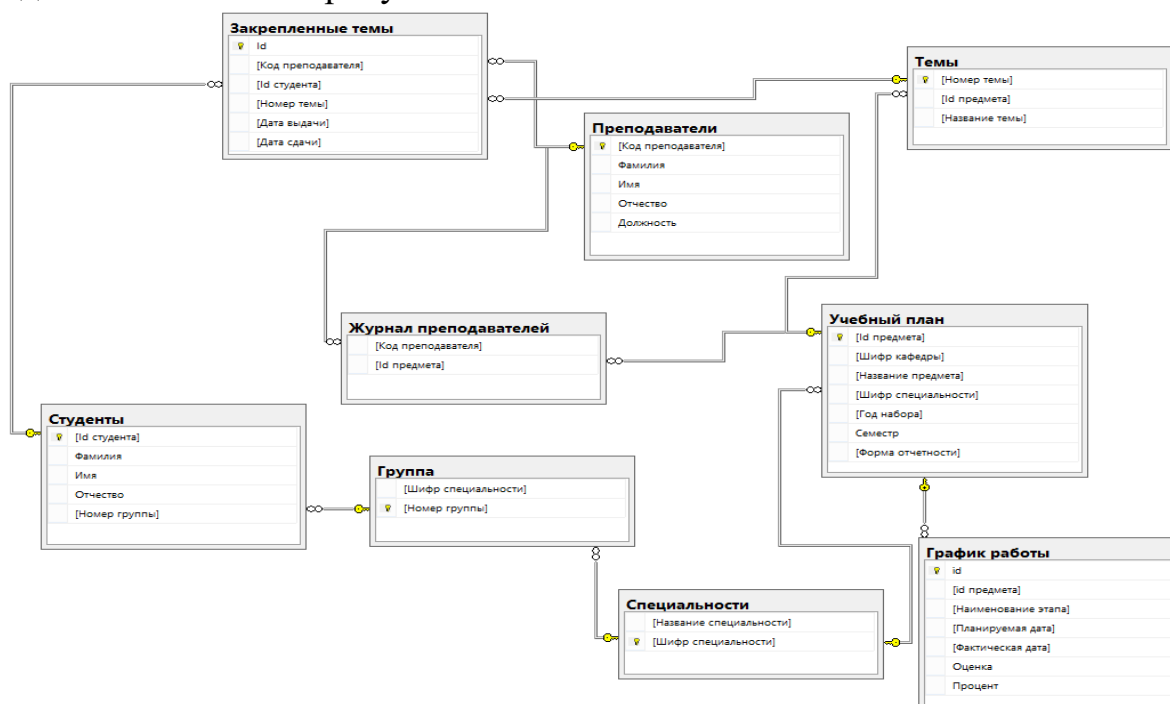 Закрепленные темы
Id
[Код преподавателя]
[Id студента]
[Номер темы]
[Дата выдачи]
[Дата сдачи]
Темы
[Номер темы]
[Id предмета]
[Название темы]
Преподаватели
[Код преподавателя]
Фамилия
Имя
Отчество
Должность
Журнал преподавателей
[Код преподавателя]
[Id предмета]
Учебный план
[Id предмета]
[Шифр кафедры]
[Название предмета]
[Шифр специальности]
[Год набора]
Семестр
[Форма отчетности]
Студенты
[Id студента]
Фамилия
Имя
Отчество
[Номер группы]
Группа
[Шифр специальности]
[Номер группы]
Специальности
[Название специальности]
[Шифр специальности]
График работы
id
[id предмета]
[Наименование этапа]
[Планируемая дата]
[Фактическая дата]
Оценка
Процент